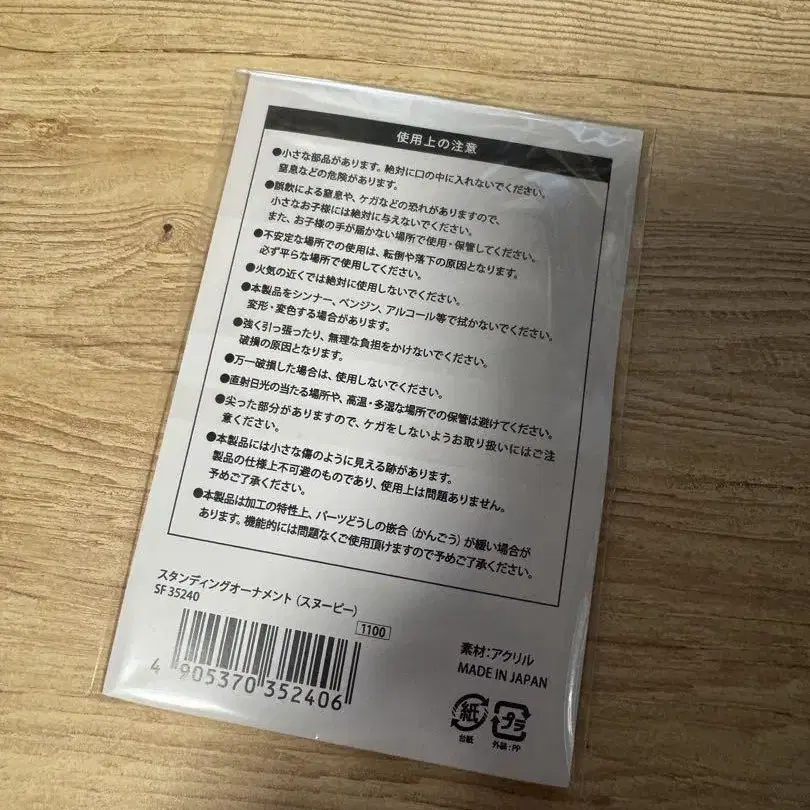 使用上の注意
●小さな部品があります。絶対に口の中に入れないでください。
窒息などの危険があります。
●誤飲による窒息や、ケガなどの恐れがありますので、
小さなお子様には絶対に与えないでください。
また、お子様の手が届かない場所で使用・保管してください。
●不安定な場所での使用は、転倒や落下の原因となります。
必ず平らな場所で使用してください。
●火気の近くでは絶対に使用しないでください。
●本製品をシンナー、ベンジン、アルコール等で拭かないでください。
変形・変色する場合があります。
●強く引っ張ったり、無理な負担をかけないでください。
破損の原因となります。
●万一破損した場合は、使用しないでください。
●直射日光の当たる場所や、高温・多湿な場所での保管は避けてください。
●尖った部分がありますので、ケガをしないようお取り扱いにはご注
意ください。
●本製品には小さな傷のように見える跡があります。
製品の仕様上不可避のものであり、使用上は問題ありません。
予めご了承ください。
●本製品は加工の特性上、パーツどうしの嵌合（かんごう）が緩い場合が
あります。機能的には問題なくご使用頂けますので予めご了承ください。
スタンディングオーナメント（スヌーピー）
SF 35240
1100
4 905370 352406
素材：アクリル
MADE IN JAPAN
紙
台紙
プラ
外装：PP